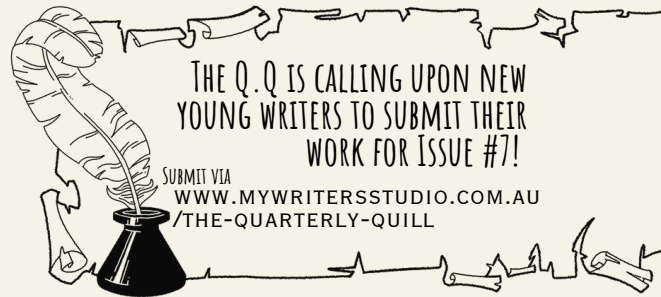 The Q.Q is calling upon new
young writers to submit their
work for Issue #7!
Submit via
www.mywritersstudio.com.au
/the-quarterly-quill